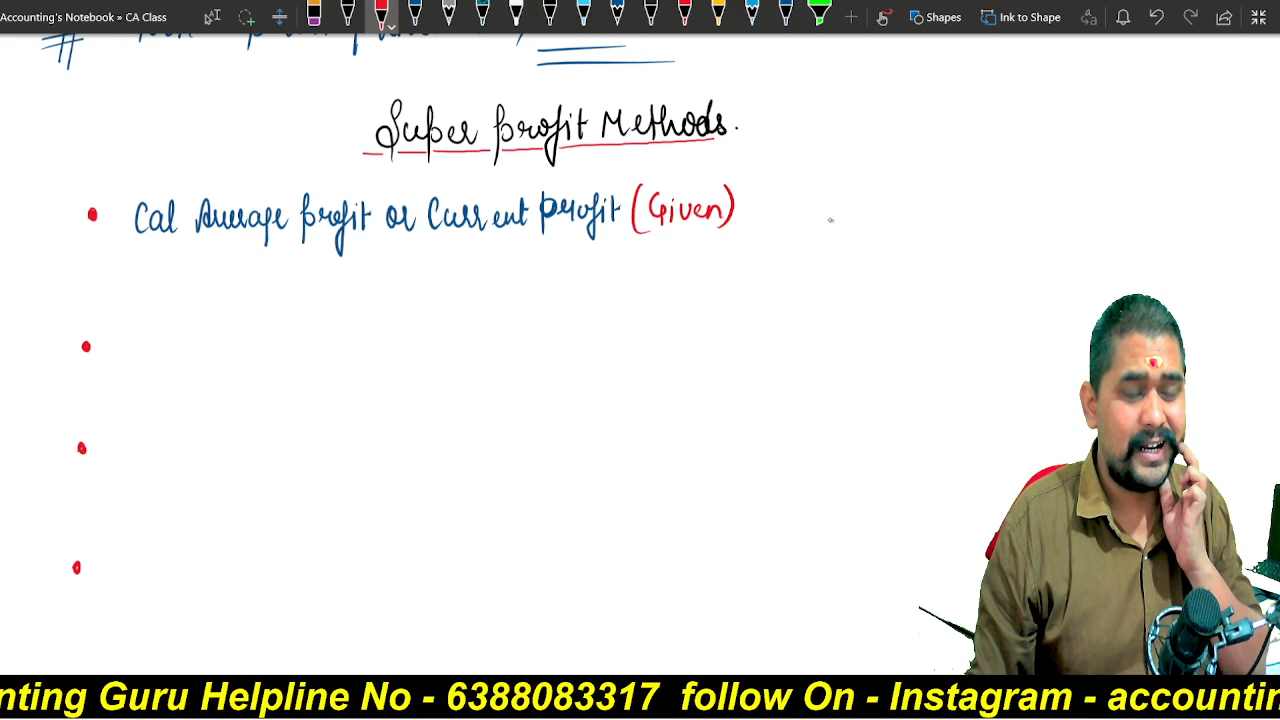 Accounting's Notebook » CA Class
Shapes
Ink to Shape
Super profit Methods.
• Cal Average profit or Current profit (Given)
•
•
•
nting Guru Helpline No - 6388083317 follow On - Instagram - accountin